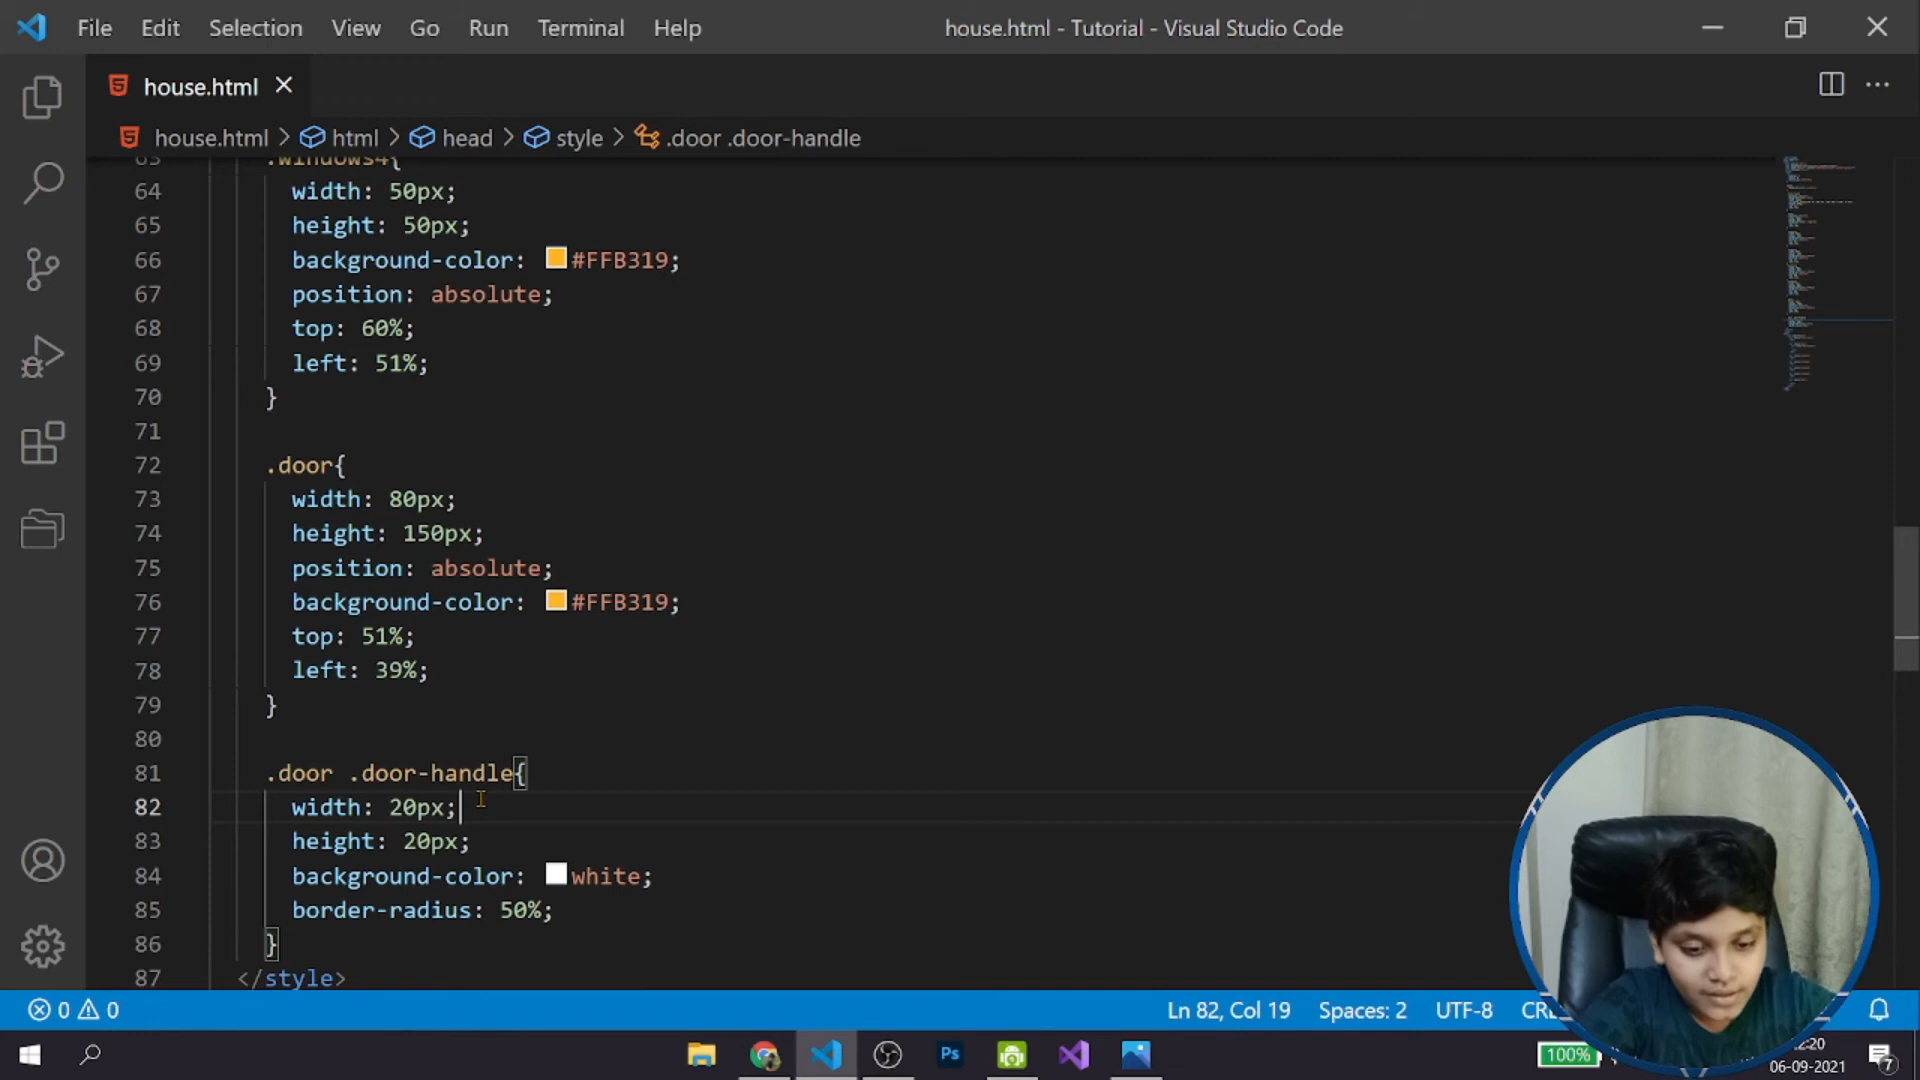 File Edit Selection View Go Run Terminal Help house.html - Tutorial - Visual Studio Code
house.html
house.html > html > head > style > .door .door-handle
63 .windows4{
64 width: 50px;
65 height: 50px;
66 background-color: #FFB319;
67 position: absolute;
68 top: 60%;
69 left: 51%;
70 }
71
72 .door{
73 width: 80px;
74 height: 150px;
75 position: absolute;
76 background-color: #FFB319;
77 top: 51%;
78 left: 39%;
79 }
80
81 .door .door-handle{
82 width: 20px;
83 height: 20px;
84 background-color: white;
85 border-radius: 50%;
86 }
87 </style>
0 0 Ln 82, Col 19 Spaces: 2 UTF-8
Ps 100%
06-09-2021 7